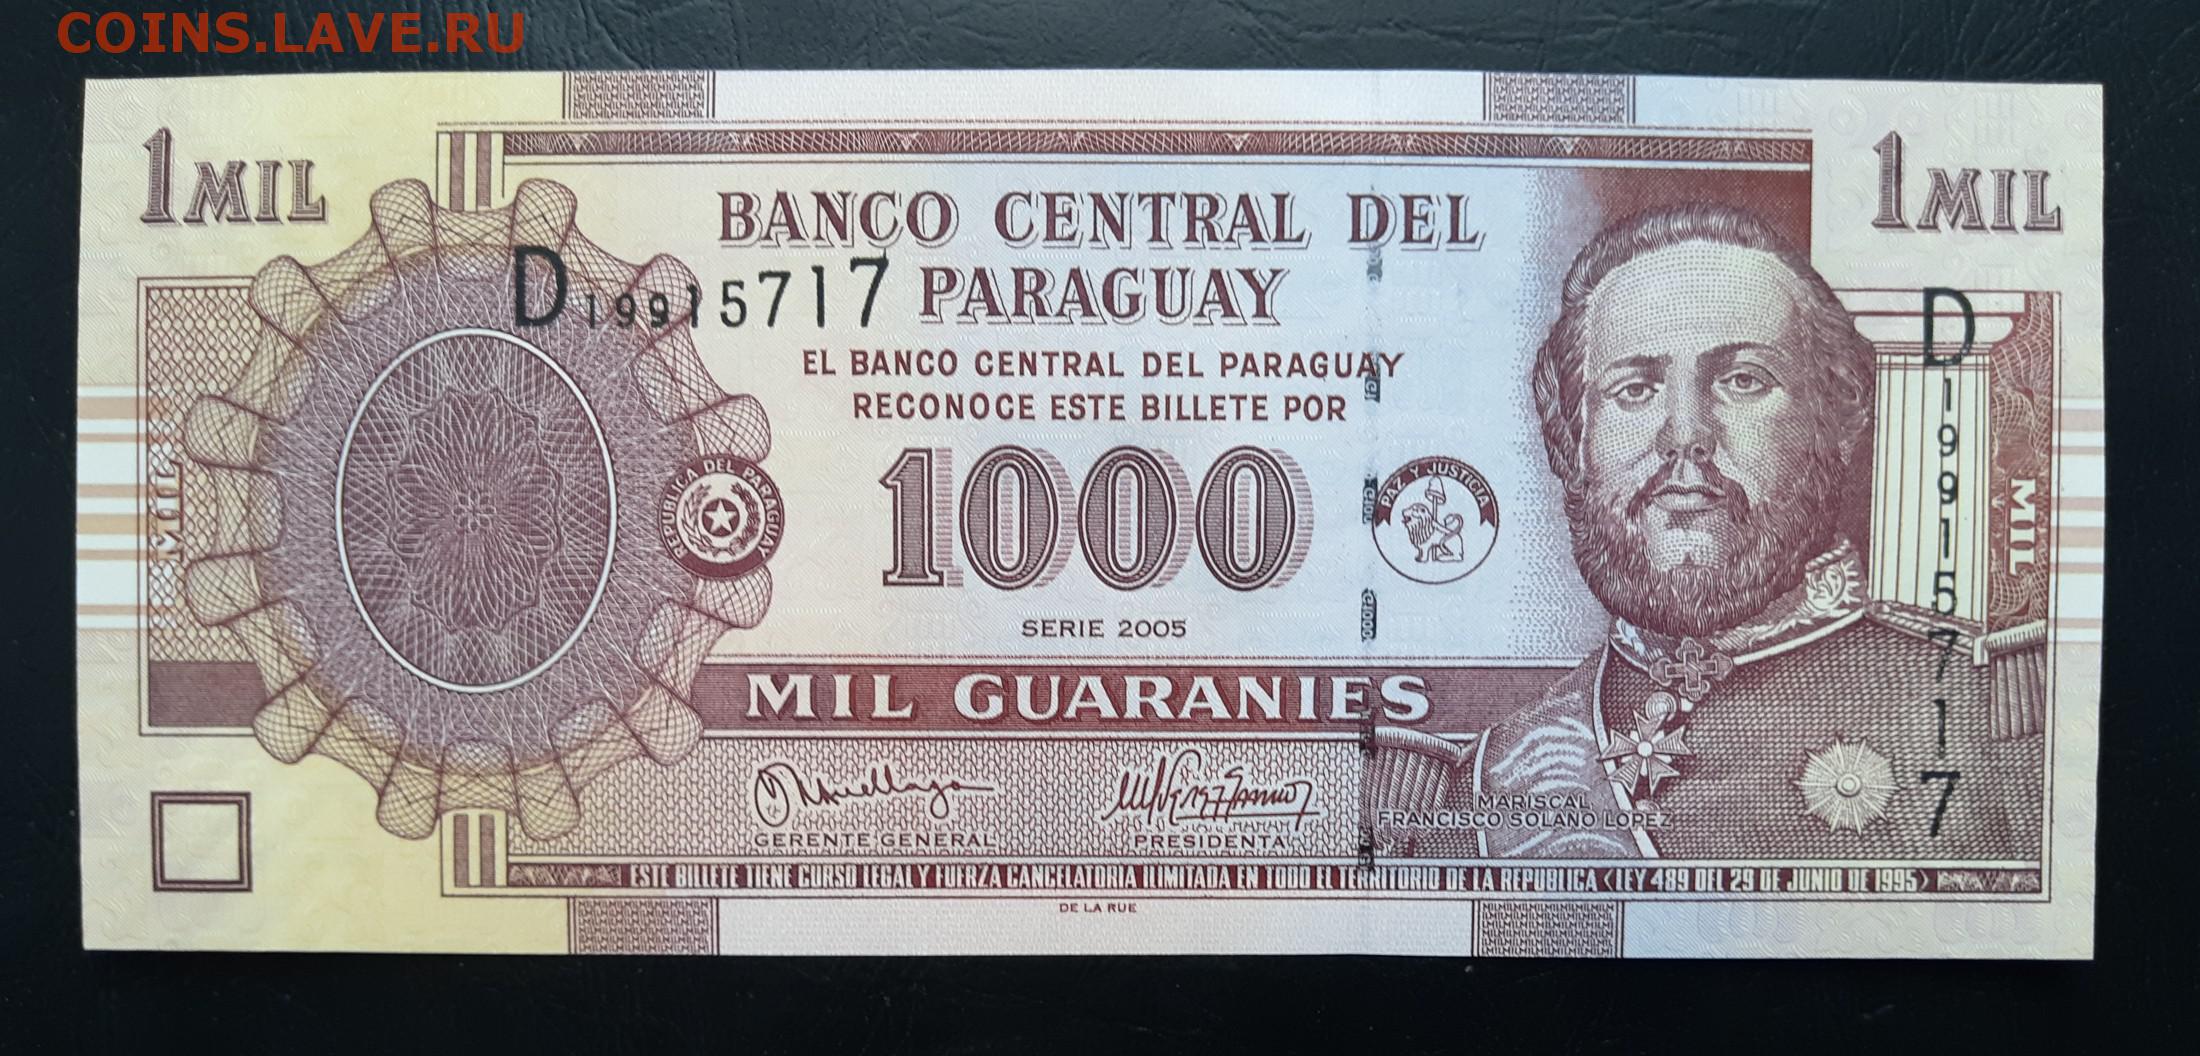 COINS.LAVE.RU
1 MIL
1 MIL
BANCO CENTRAL DEL
PARAGUAY
D19915717
EL BANCO CENTRAL DEL PARAGUAY
RECONOCE ESTE BILLETE POR
D19915717
1000
REPUBLICA DEL PARAGUAY
PAZ Y JUSTICIA
MIL
MIL
SERIE 2005
MIL GUARANIES
GERENTE GENERAL
PRESIDENTA
MARISCAL
FRANCISCO SOLANO LOPEZ
ESTE BILLETE TIENE CURSO LEGAL Y FUERZA CANCELATORIA ILIMITADA EN TODO EL TERRITORIO DE LA REPUBLICA (LEY 489 DEL 29 DE JUNIO DE 1995)
DE LA RUE